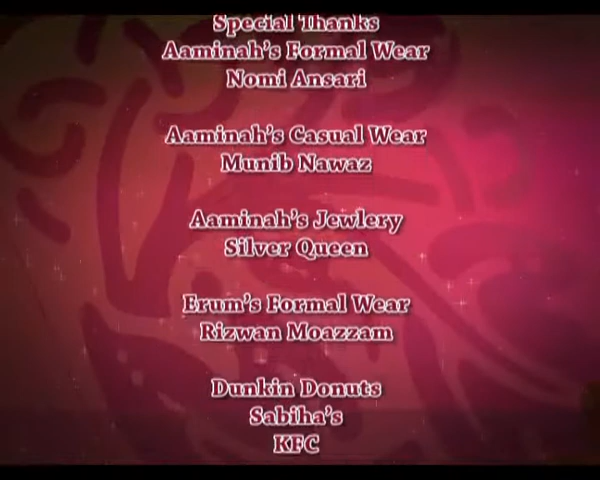 Special Thanks
Aaminah's Formal Wear
Nomi Ansari
Aaminah's Casual Wear
Munib Nawaz
Aaminah's Jewlery
Silver Queen
Erum's Formal Wear
Rizwan Moazzam
Dunkin Donuts
Sabiha's
KFC